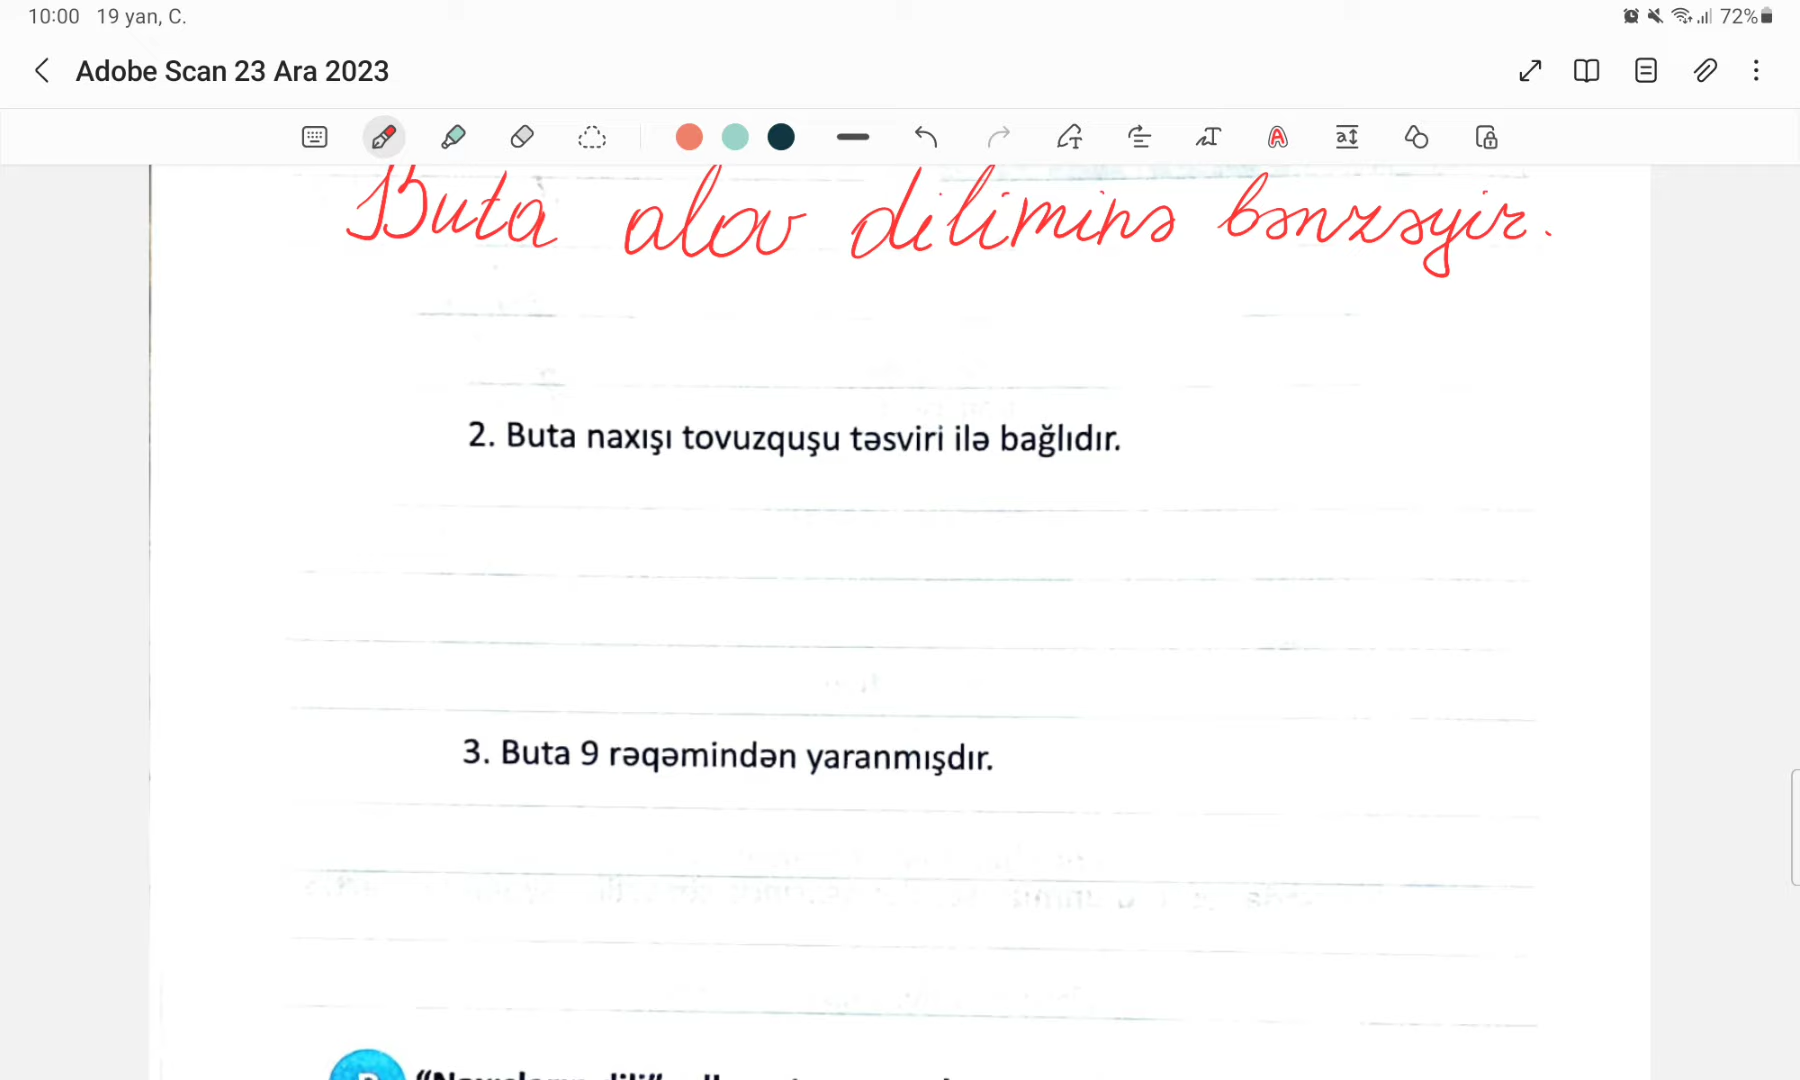 10:00 19 yan, C.
72%
Adobe Scan 23 Ara 2023
Buta alov diliminə bənzəyir.
2. Buta naxışı tovuzquşu təsviri ilə bağlıdır.
3. Buta 9 rəqəmindən yaranmışdır.